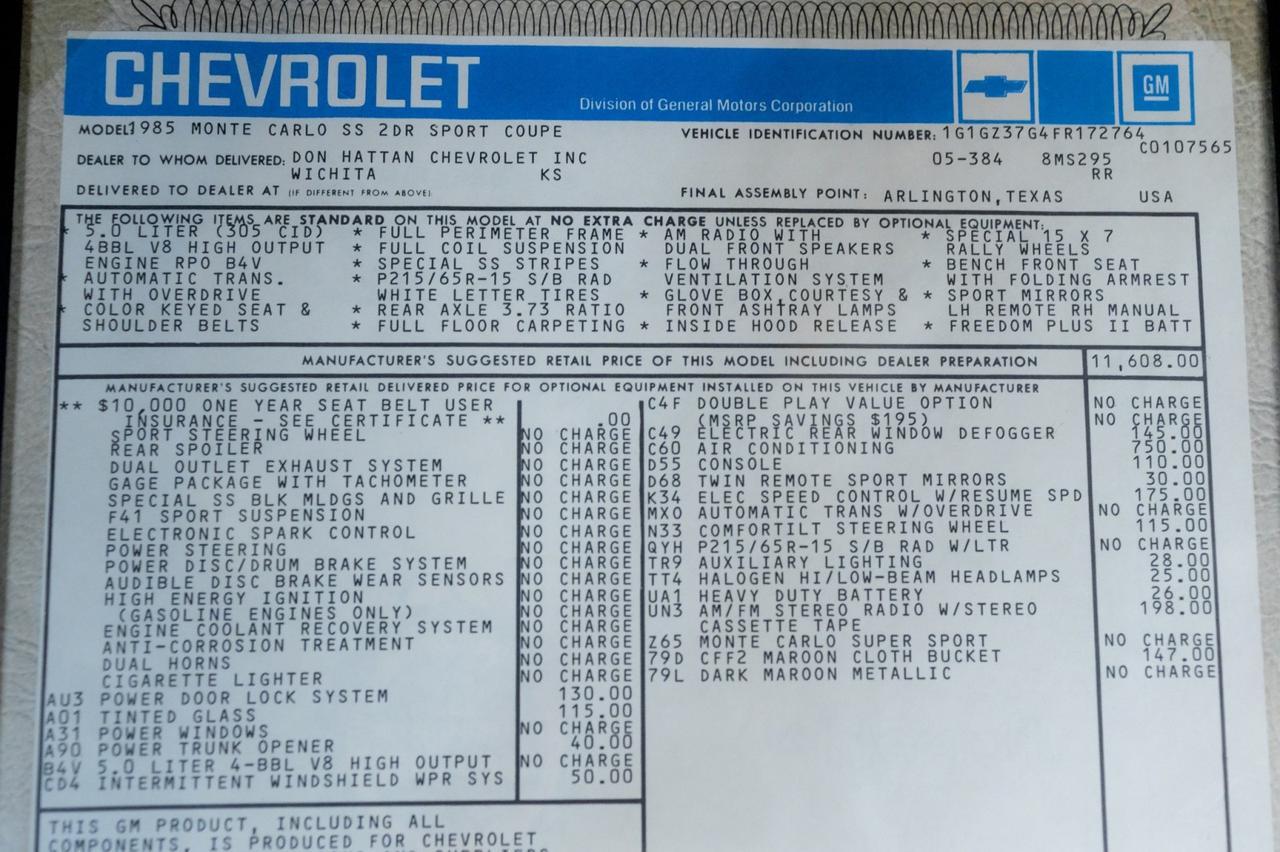 CHEVROLET
Division of General Motors Corporation
GM
MODEL 1985 MONTE CARLO SS 2DR SPORT COUPE
VEHICLE IDENTIFICATION NUMBER: 1G1GZ37G4FR172764
C0107565
DEALER TO WHOM DELIVERED: DON HATTAN CHEVROLET INC
05-384 8MS295
WICHITA KS
RR
DELIVERED TO DEALER AT (IF DIFFERENT FROM ABOVE)
FINAL ASSEMBLY POINT: ARLINGTON,TEXAS USA
THE FOLLOWING ITEMS ARE STANDARD ON THIS MODEL AT NO EXTRA CHARGE UNLESS REPLACED BY OPTIONAL EQUIPMENT:
* 5.0 LITER (305 CID) * FULL PERIMETER FRAME * AM RADIO WITH * SPECIAL 15 X 7
4BBL V8 HIGH OUTPUT * FULL COIL SUSPENSION DUAL FRONT SPEAKERS RALLY WHEELS
ENGINE RPO B4V * SPECIAL SS STRIPES * FLOW THROUGH * BENCH FRONT SEAT
* AUTOMATIC TRANS. * P215/65R-15 S/B RAD VENTILATION SYSTEM WITH FOLDING ARMREST
WITH OVERDRIVE WHITE LETTER TIRES * GLOVE BOX,COURTESY & * SPORT MIRRORS
* COLOR KEYED SEAT & * REAR AXLE 3.73 RATIO FRONT ASHTRAY LAMPS LH REMOTE RH MANUAL
SHOULDER BELTS * FULL FLOOR CARPETING * INSIDE HOOD RELEASE * FREEDOM PLUS II BATT
MANUFACTURER'S SUGGESTED RETAIL PRICE OF THIS MODEL INCLUDING DEALER PREPARATION 11,608.00
MANUFACTURER'S SUGGESTED RETAIL DELIVERED PRICE FOR OPTIONAL EQUIPMENT INSTALLED ON THIS VEHICLE BY MANUFACTURER
** $10,000 ONE YEAR SEAT BELT USER
INSURANCE - SEE CERTIFICATE ** .00
SPORT STEERING WHEEL NO CHARGE
REAR SPOILER NO CHARGE
DUAL OUTLET EXHAUST SYSTEM NO CHARGE
GAGE PACKAGE WITH TACHOMETER NO CHARGE
SPECIAL SS BLK MLDGS AND GRILLE NO CHARGE
F41 SPORT SUSPENSION NO CHARGE
ELECTRONIC SPARK CONTROL NO CHARGE
POWER STEERING NO CHARGE
POWER DISC/DRUM BRAKE SYSTEM NO CHARGE
AUDIBLE DISC BRAKE WEAR SENSORS NO CHARGE
HIGH ENERGY IGNITION NO CHARGE
(GASOLINE ENGINES ONLY) NO CHARGE
ENGINE COOLANT RECOVERY SYSTEM NO CHARGE
ANTI-CORROSION TREATMENT NO CHARGE
DUAL HORNS NO CHARGE
CIGARETTE LIGHTER NO CHARGE
AU3 POWER DOOR LOCK SYSTEM 130.00
A01 TINTED GLASS 115.00
A31 POWER WINDOWS NO CHARGE
A90 POWER TRUNK OPENER 40.00
B4V 5.0 LITER 4-BBL V8 HIGH OUTPUT NO CHARGE
CD4 INTERMITTENT WINDSHIELD WPR SYS 50.00
C4F DOUBLE PLAY VALUE OPTION NO CHARGE
(MSRP SAVINGS $195) NO CHARGE
C49 ELECTRIC REAR WINDOW DEFOGGER 145.00
C60 AIR CONDITIONING 750.00
D55 CONSOLE 110.00
D68 TWIN REMOTE SPORT MIRRORS 30.00
K34 ELEC SPEED CONTROL W/RESUME SPD 175.00
MX0 AUTOMATIC TRANS W/OVERDRIVE NO CHARGE
N33 COMFORTILT STEERING WHEEL 115.00
QYH P215/65R-15 S/B RAD W/LTR NO CHARGE
TR9 AUXILIARY LIGHTING 28.00
TT4 HALOGEN HI/LOW-BEAM HEADLAMPS 25.00
UA1 HEAVY DUTY BATTERY 26.00
UN3 AM/FM STEREO RADIO W/STEREO 198.00
CASSETTE TAPE
Z65 MONTE CARLO SUPER SPORT NO CHARGE
79D CFF2 MAROON CLOTH BUCKET 147.00
79L DARK MAROON METALLIC NO CHARGE
THIS GM PRODUCT, INCLUDING ALL
COMPONENTS, IS PRODUCED FOR CHEVROLET